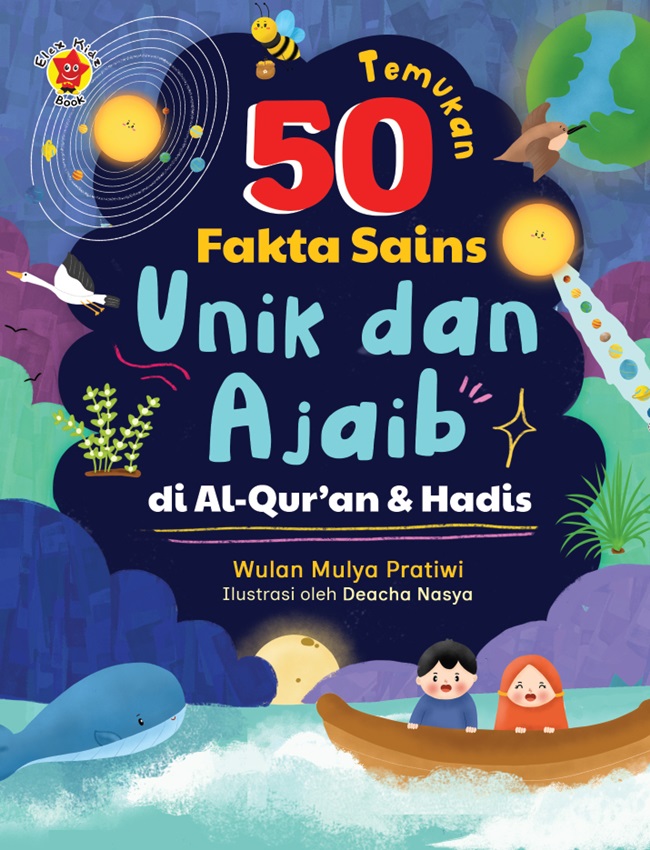 Elex Kidz
Book
Temukan
50
Fakta Sains
Unik dan
Ajaib
di Al-Qur'an & Hadis
Wulan Mulya Pratiwi
Ilustrasi oleh Deacha Nasya